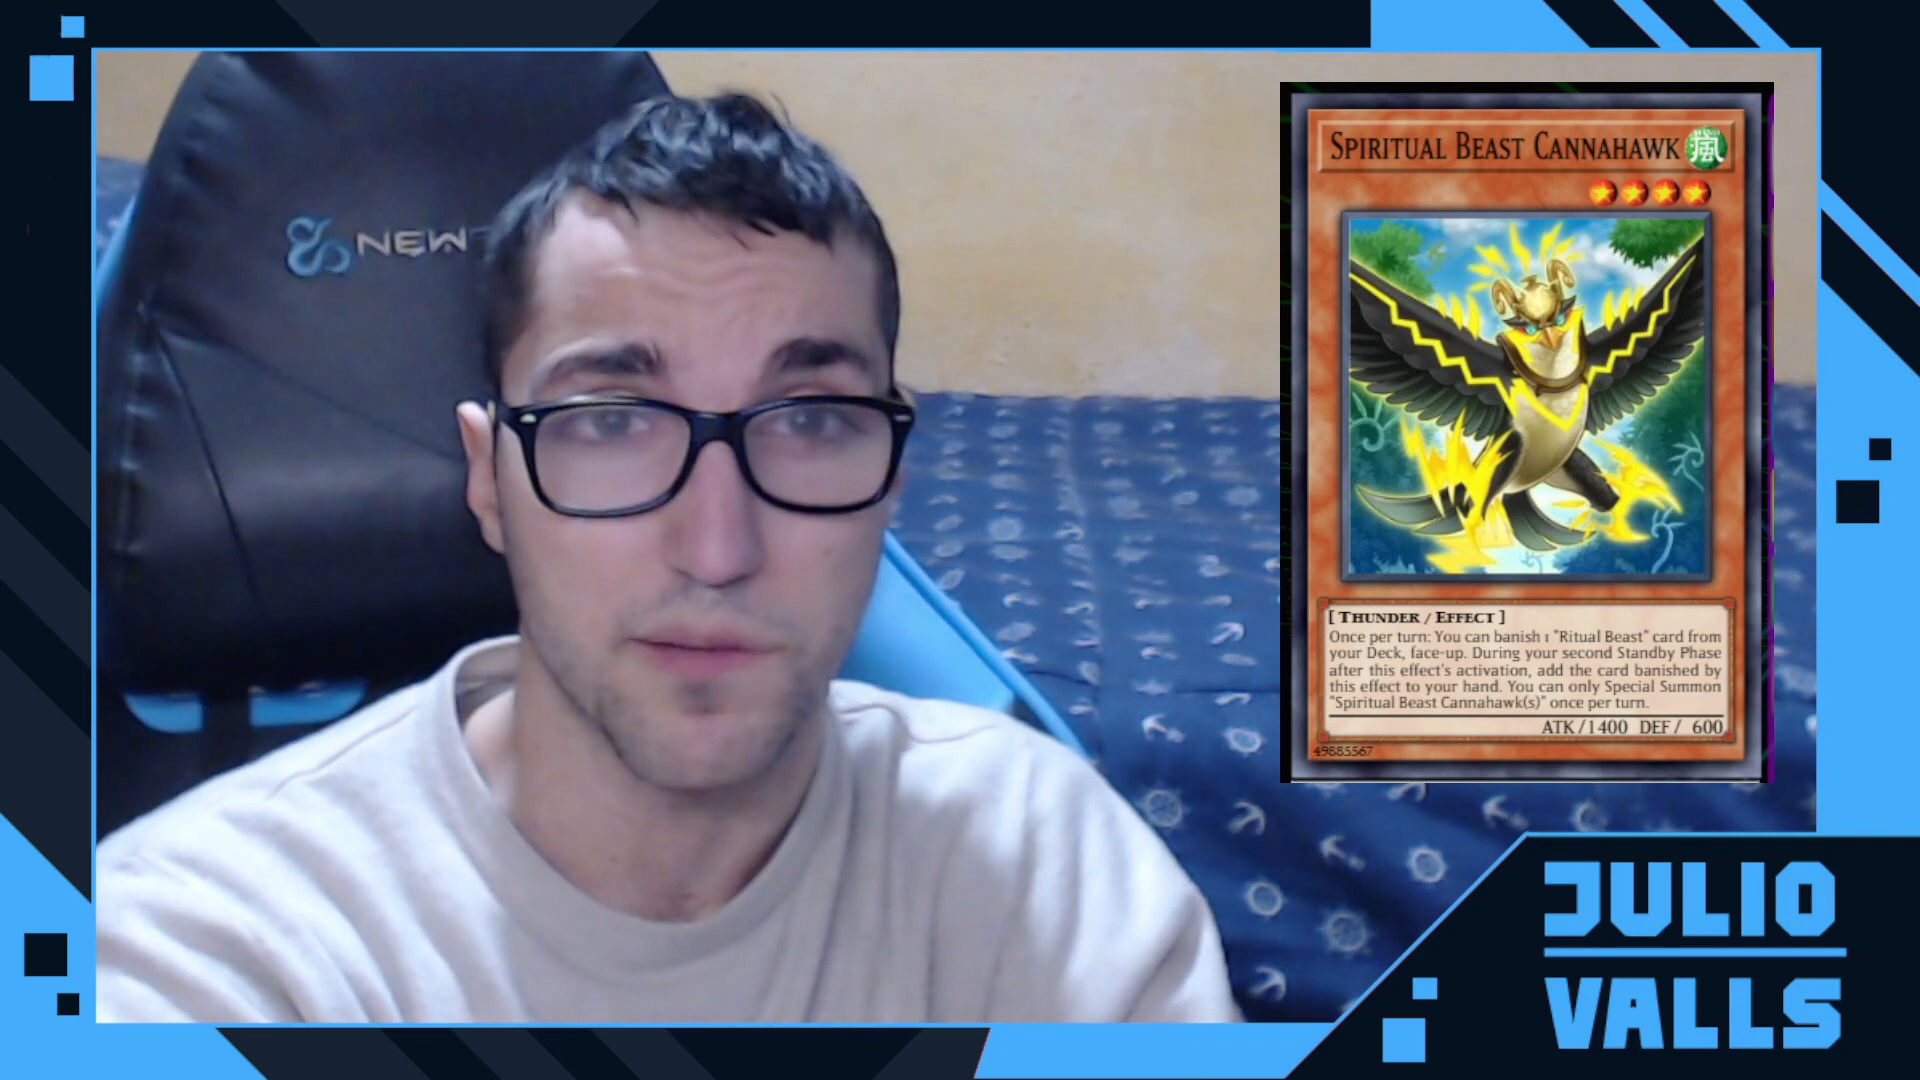 NEW
SPIRITUAL BEAST CANNAHAWK
WIND
風
[ THUNDER / EFFECT ]
Once per turn: You can banish 1 "Ritual Beast" card from
your Deck, face-up. During your second Standby Phase
after this effect's activation, add the card banished by
this effect to your hand. You can only Special Summon
"Spiritual Beast Cannahawk(s)" once per turn.
ATK/1400 DEF/ 600
49885567
JULIO
VALLS